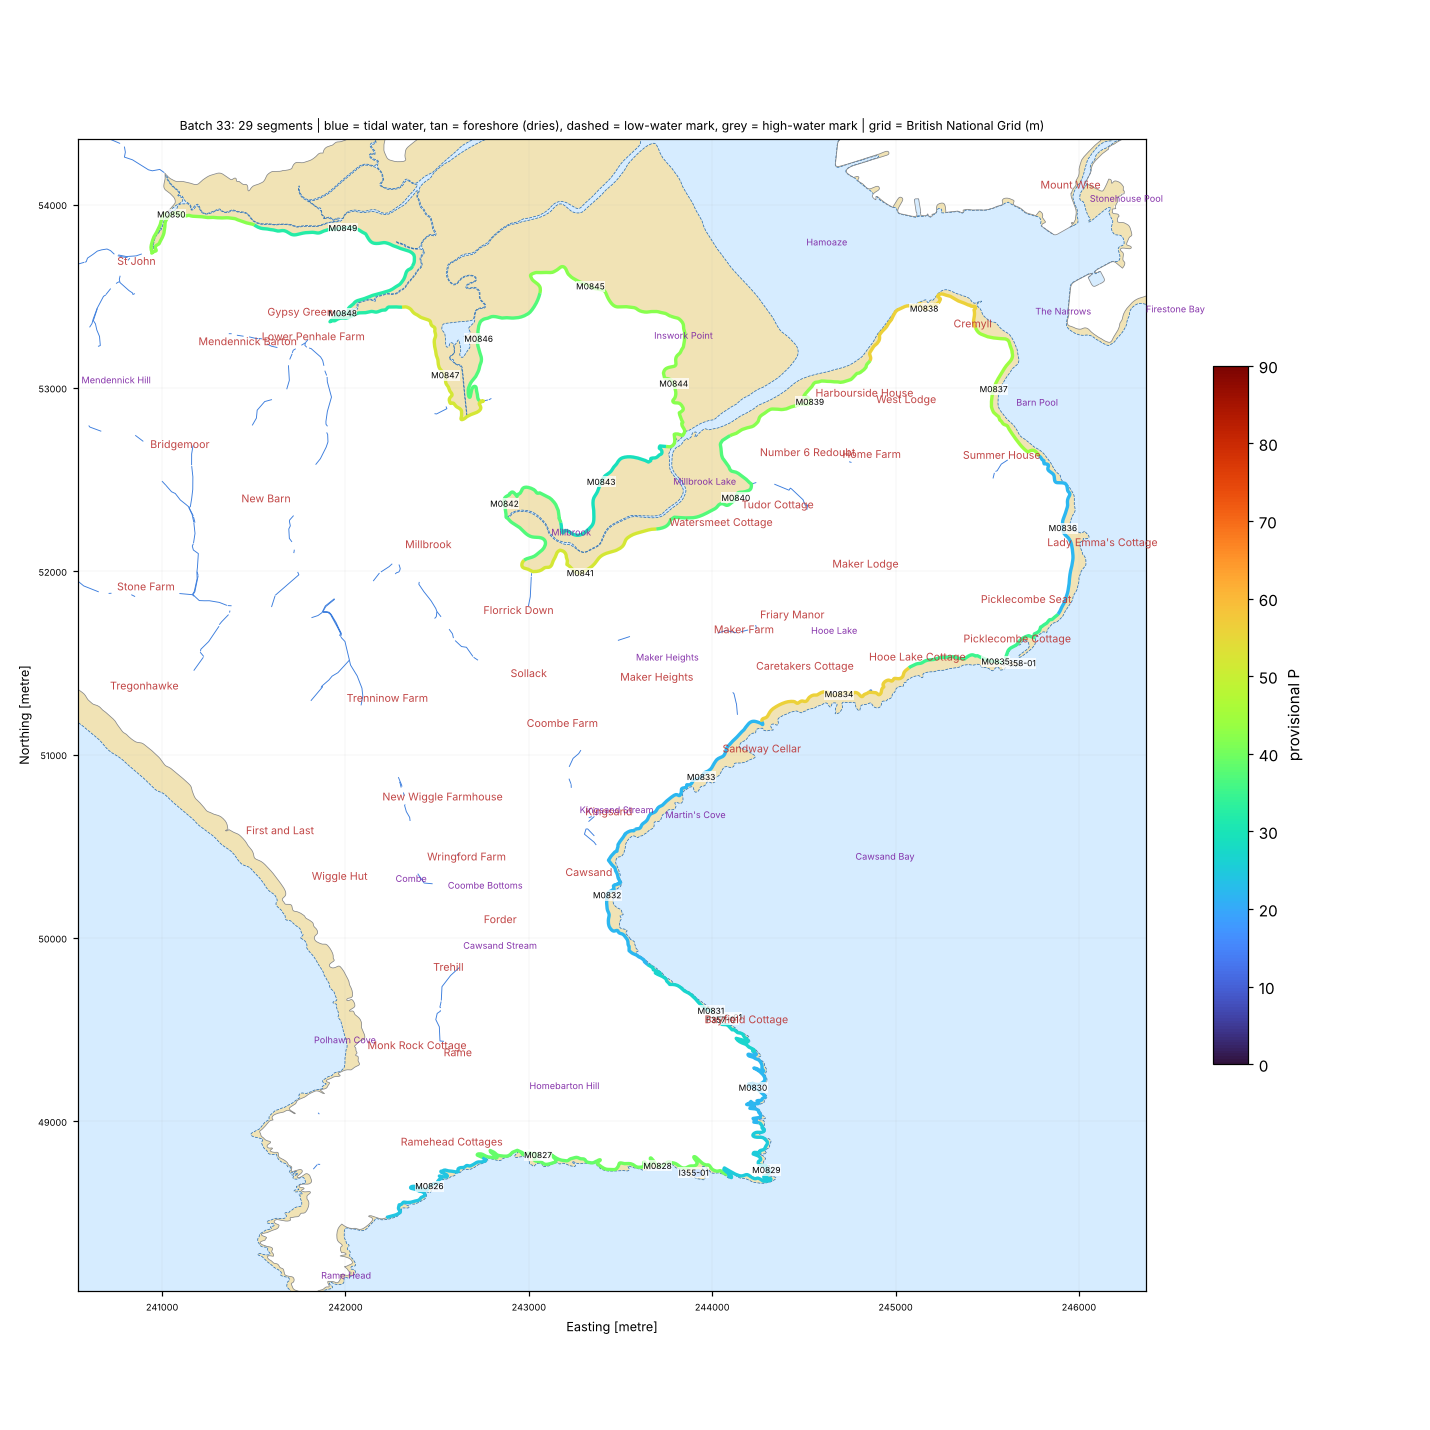 Batch 33: 29 segments | blue = tidal water, tan = foreshore (dries), dashed = low-water mark, grey = high-water mark | grid = British National Grid (m)
Mount Wise
Stonehouse Pool
54000
M0850
M0849
Hamoaze
St John
M0845
Gypsy Green
M0848
M0838
The Narrows
Firestone Bay
Cremyll
Lower Penhale Farm
Mendennick Barton
M0846
Inswork Point
Mendennick Hill
M0847
M0844
53000
M0837
Harbourside House
West Lodge
M0839
Barn Pool
Bridgemoor
Number 6 Redoubt
Home Farm
Summer House
M0843
Millbrook Lake
New Barn
M0842
M0840
Tudor Cottage
Watersmeet Cottage
M0836
Millbrook
Millbrook
Lady Emma's Cottage
52000
M0841
Maker Lodge
Stone Farm
Picklecombe Seat
Florrick Down
Friary Manor
Maker Farm
Hooe Lake
Picklecombe Cottage
Maker Heights
Hooe Lake Cottage
M0835
358-01
Caretakers Cottage
Sollack
Maker Heights
Tregonhawke
Trenninow Farm
M0834
Coombe Farm
51000
Sandway Cellar
M0833
New Wiggle Farmhouse
Kingsand Stream
Kingsand
Martin's Cove
First and Last
Wringford Farm
Cawsand Bay
Wiggle Hut
Cawsand
Combe
Coombe Bottoms
M0832
Forder
50000
Cawsand Stream
Trehill
M0831
Polhawn Cove
Monk Rock Cottage
Rame
Homebarton Hill
M0830
49000
Ramehead Cottages
M0827
M0828
I355-01
M0829
M0826
Rame Head
241000
242000
243000
244000
245000
246000
Easting [metre]
Northing [metre]
90
80
70
60
50
40
30
20
10
0
provisional P